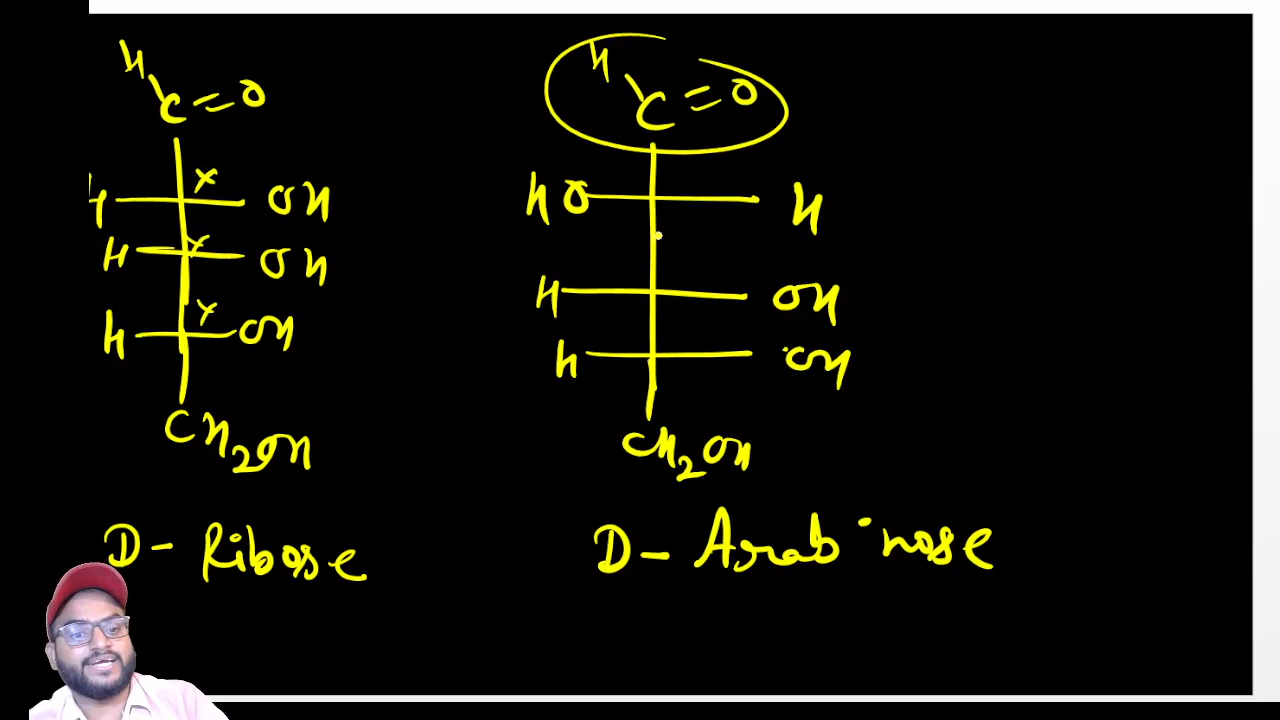 H
C=O
H OH
H OH
H OH
CH2OH
D- Ribose
H
C=O
HO H
H OH
H OH
CH2OH
D- Arabinose